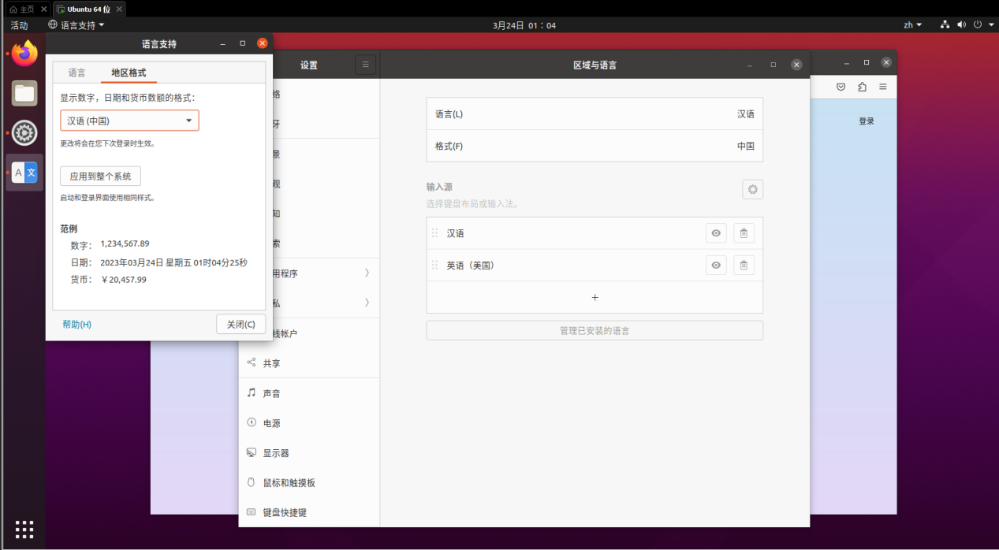 主页
Ubuntu 64 位
活动
语言支持
3月24日 01：04
zh
语言支持
语言
地区格式
显示数字，日期和货币数额的格式：
汉语 (中国)
更改将会在您下次登录时生效。
应用到整个系统
启动和登录界面使用相同样式。
范例
数字： 1,234,567.89
日期： 2023年03月24日 星期五 01时04分25秒
货币： ￥20,457.99
帮助(H)
关闭(C)
设置
络
牙
景
观
知
索
用程序
私
线帐户
共享
声音
电源
显示器
鼠标和触摸板
键盘快捷键
区域与语言
语言(L) 汉语
格式(F) 中国
输入源
选择键盘布局或输入法。
汉语
英语（美国）
管理已安装的语言
登录
A 文